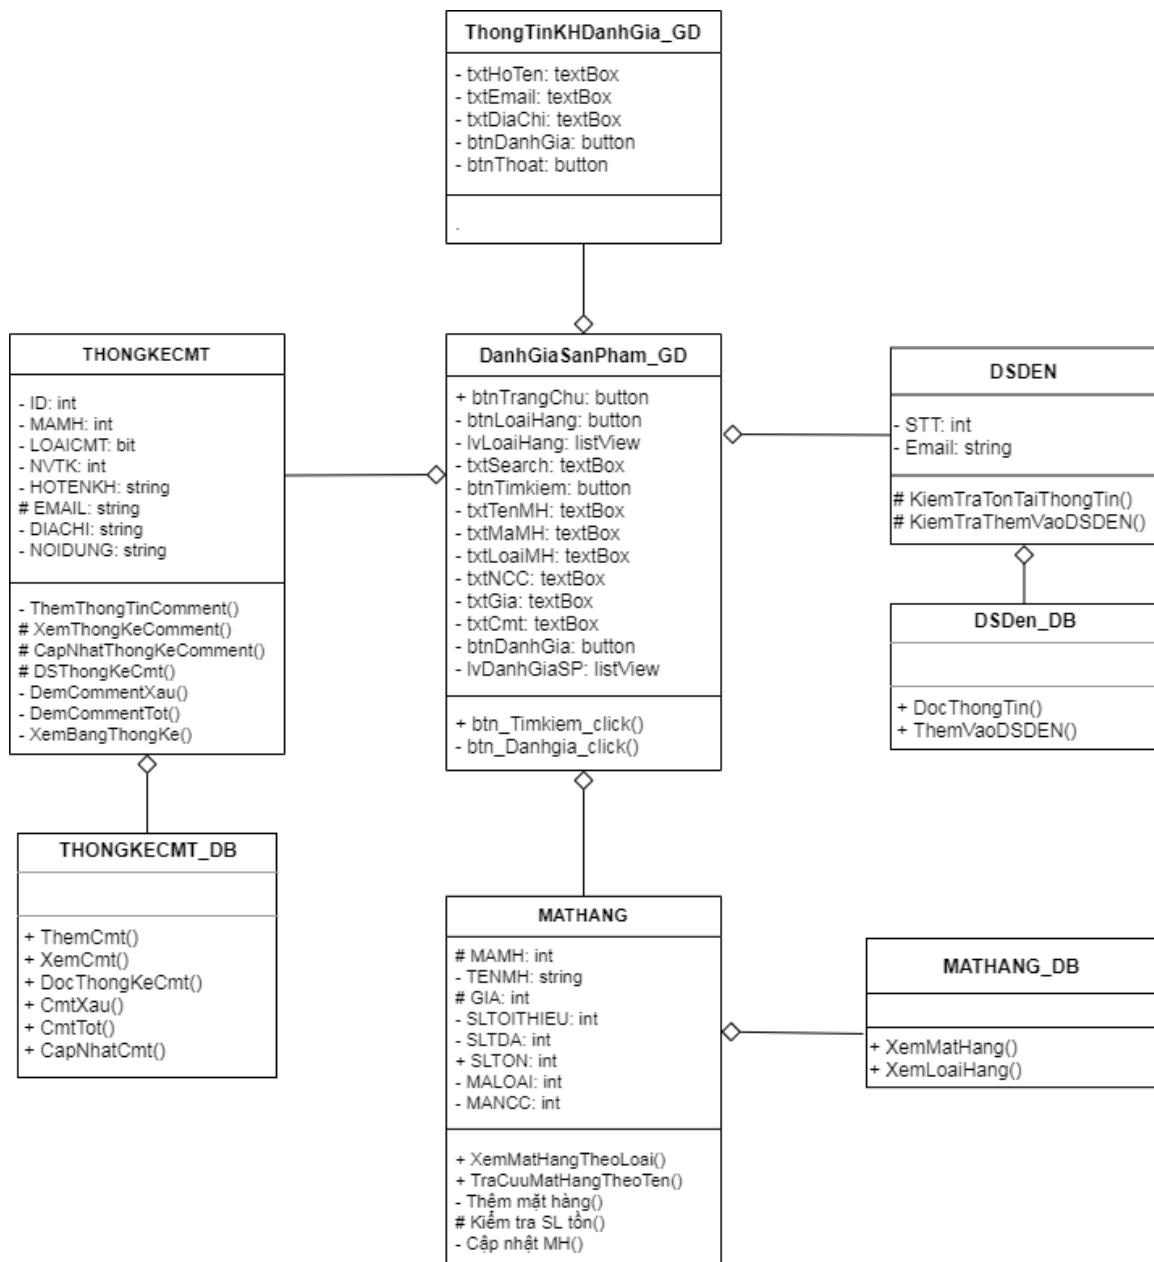 ThongTinKHDanhGia_GD
- txtHoTen: textBox
- txtEmail: textBox
- txtDiaChi: textBox
- btnDanhGia: button
- btnThoat: button
.
THONGKECMT
- ID: int
- MAMH: int
- LOAICMT: bit
- NVTK: int
- HOTENKH: string
# EMAIL: string
- DIACHI: string
- NOIDUNG: string
- ThemThongTinComment()
# XemThongKeComment()
# CapNhatThongKeComment()
# DSThongKeCmt()
- DemCommentXau()
- DemCommentTot()
- XemBangThongKe()
DanhGiaSanPham_GD
+ btnTrangChu: button
- btnLoaiHang: button
- lvLoaiHang: listView
- txtSearch: textBox
- btnTimkiem: button
- txtTenMH: textBox
- txtMaMH: textBox
- txtLoaiMH: textBox
- txtNCC: textBox
- txtGia: textBox
- txtCmt: textBox
- btnDanhGia: button
- lvDanhGiaSP: listView
+ btn_Timkiem_click()
- btn_Danhgia_click()
DSDEN
- STT: int
- Email: string
# KiemTraTonTaiThongTin()
# KiemTraThemVaoDSDEN()
DSDen_DB
+ DocThongTin()
+ ThemVaoDSDEN()
THONGKECMT_DB
+ ThemCmt()
+ XemCmt()
+ DocThongKeCmt()
+ CmtXau()
+ CmtTot()
+ CapNhatCmt()
MATHANG
# MAMH: int
- TENMH: string
# GIA: int
- SLTOITHIEU: int
- SLTDA: int
+ SLTON: int
- MALOAI: int
- MANCC: int
+ XemMatHangTheoLoai()
+ TraCuuMatHangTheoTen()
- Thêm mặt hàng()
# Kiểm tra SL tồn()
- Cập nhật MH()
MATHANG_DB
+ XemMatHang()
+ XemLoaiHang()